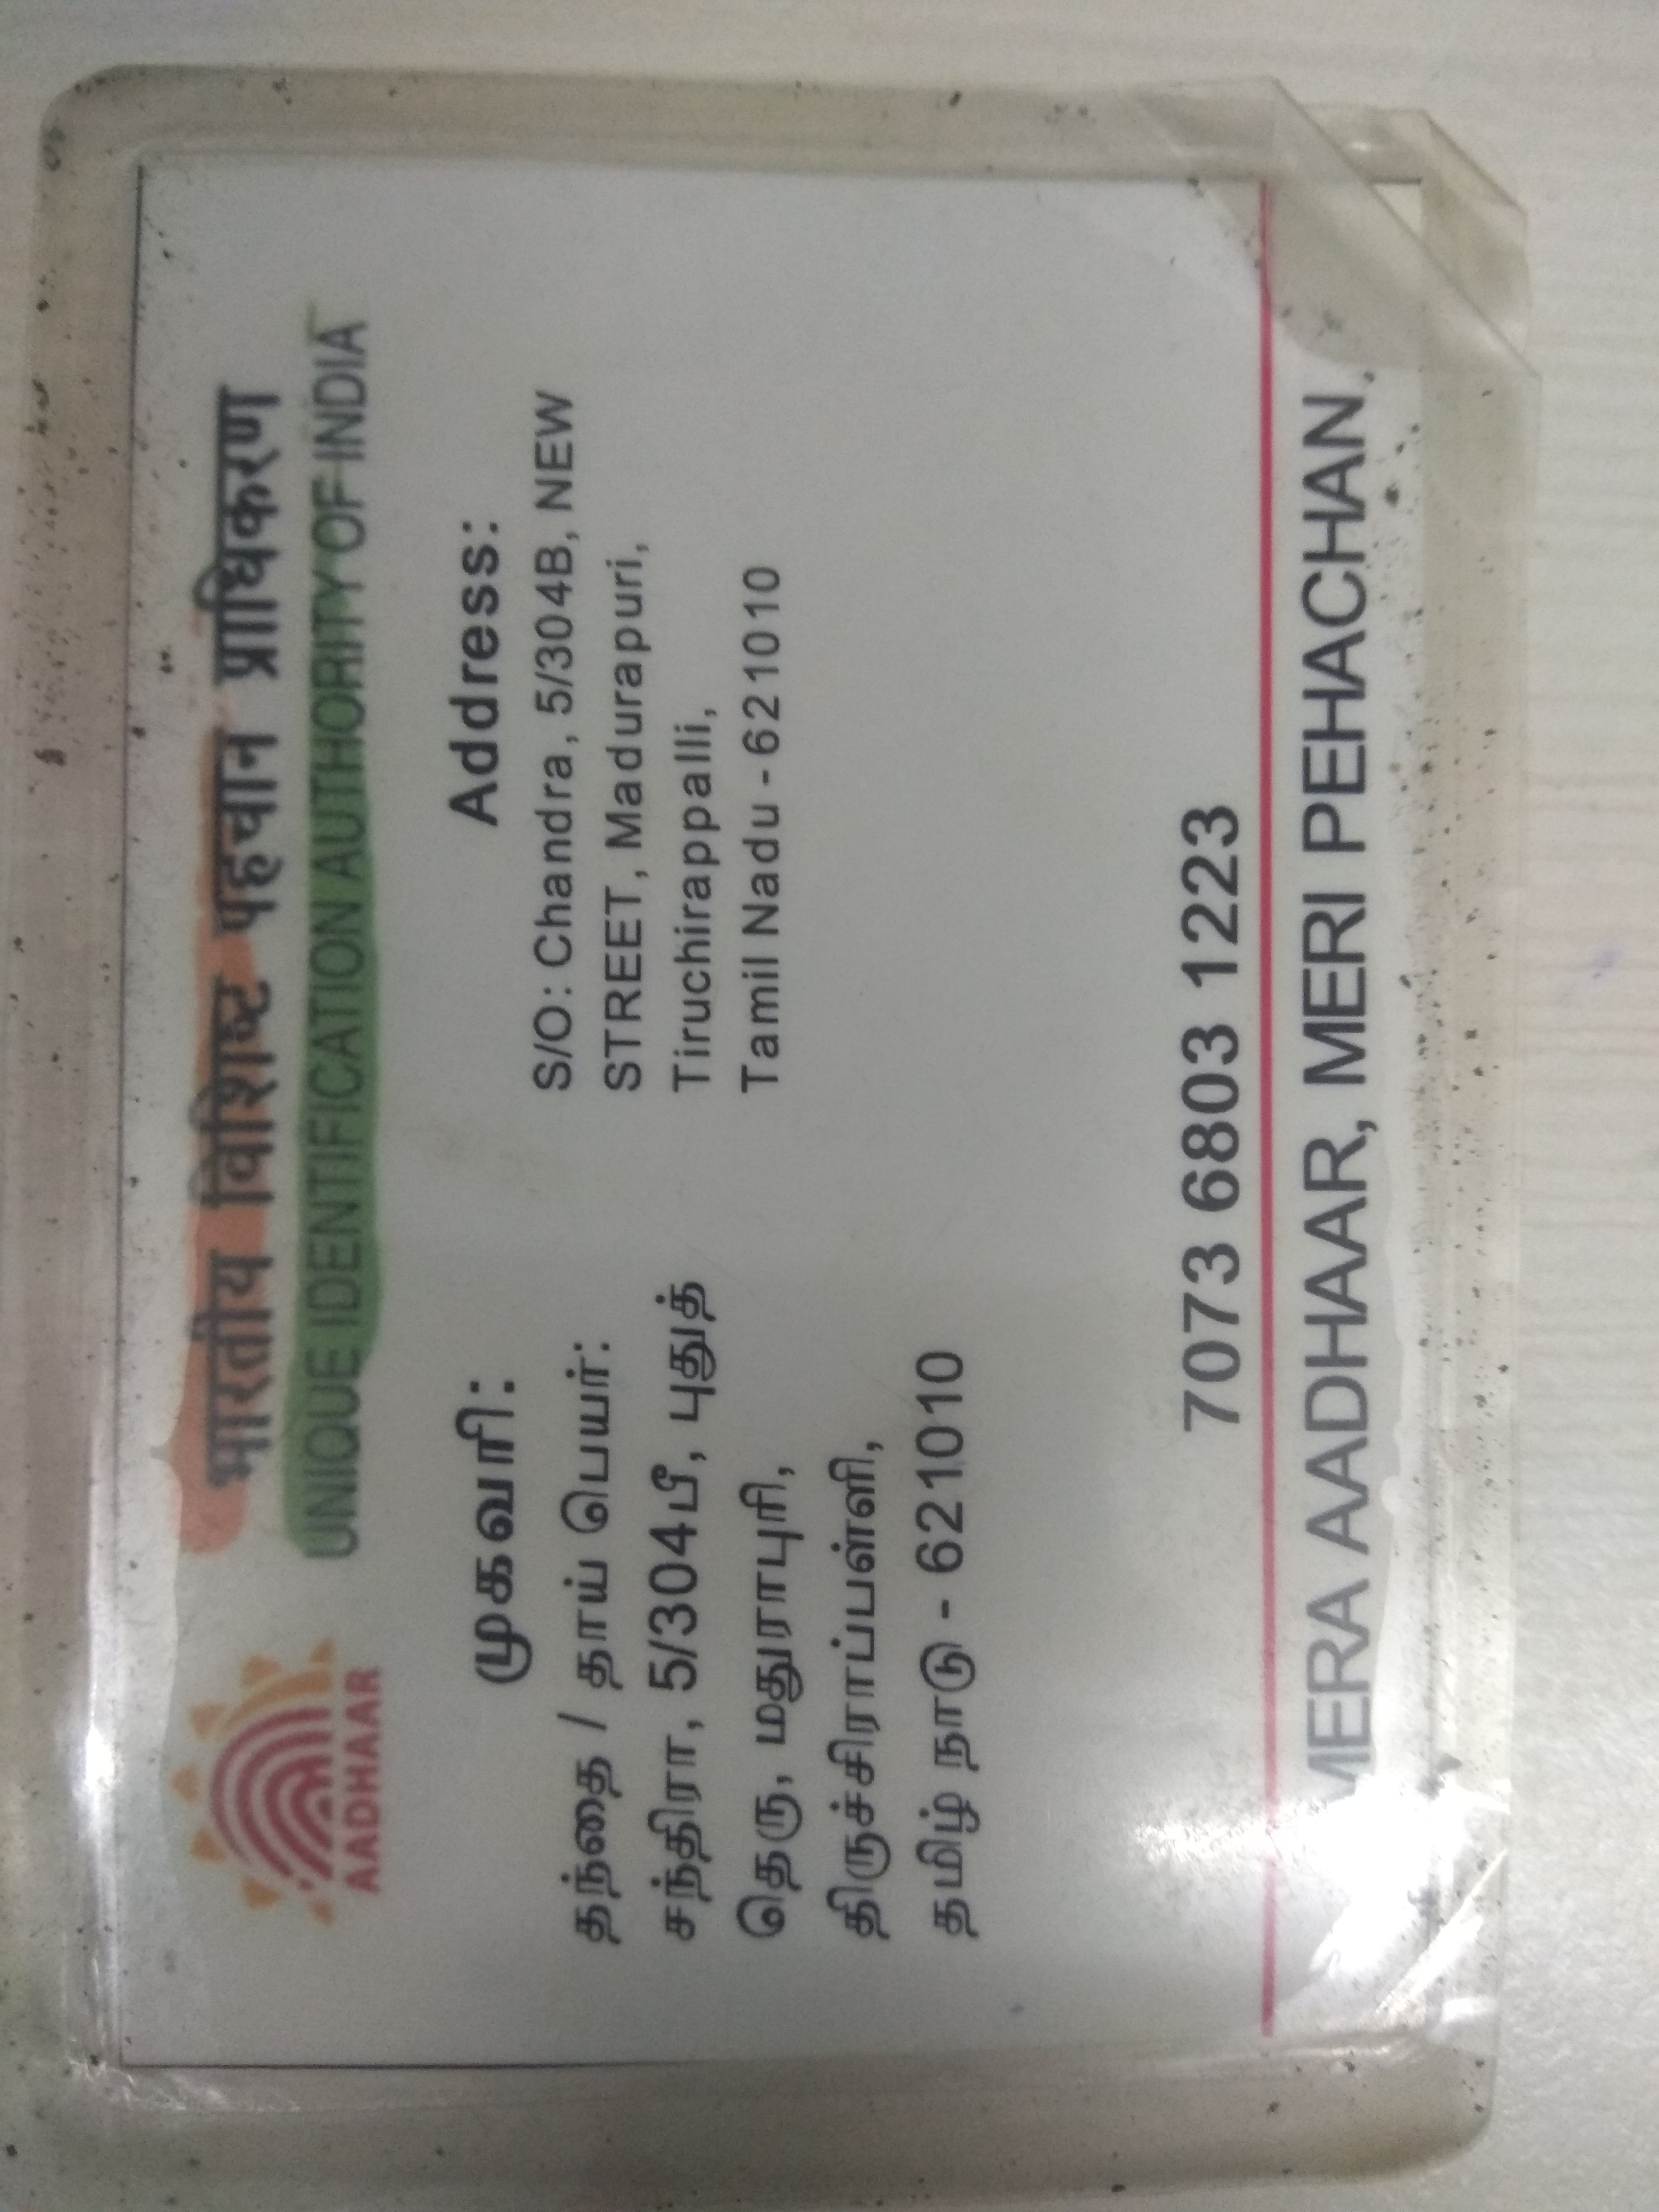 भारतीय विशिष्ट पहचान प्राधिकरण
UNIQUE IDENTIFICATION AUTHORITY OF INDIA
AADHAAR
முகவரி:
தந்தை / தாய் பெயர்:
சந்திரா, 5/304பீ, புதுத்
தெரு, மதுராபுரி,
திருச்சிராப்பள்ளி,
தமிழ் நாடு - 621010
Address:
S/O: Chandra, 5/304B, NEW
STREET, Madurapuri,
Tiruchirappalli,
Tamil Nadu - 621010
7073 6803 1223
MERA AADHAAR, MERI PEHACHAN.